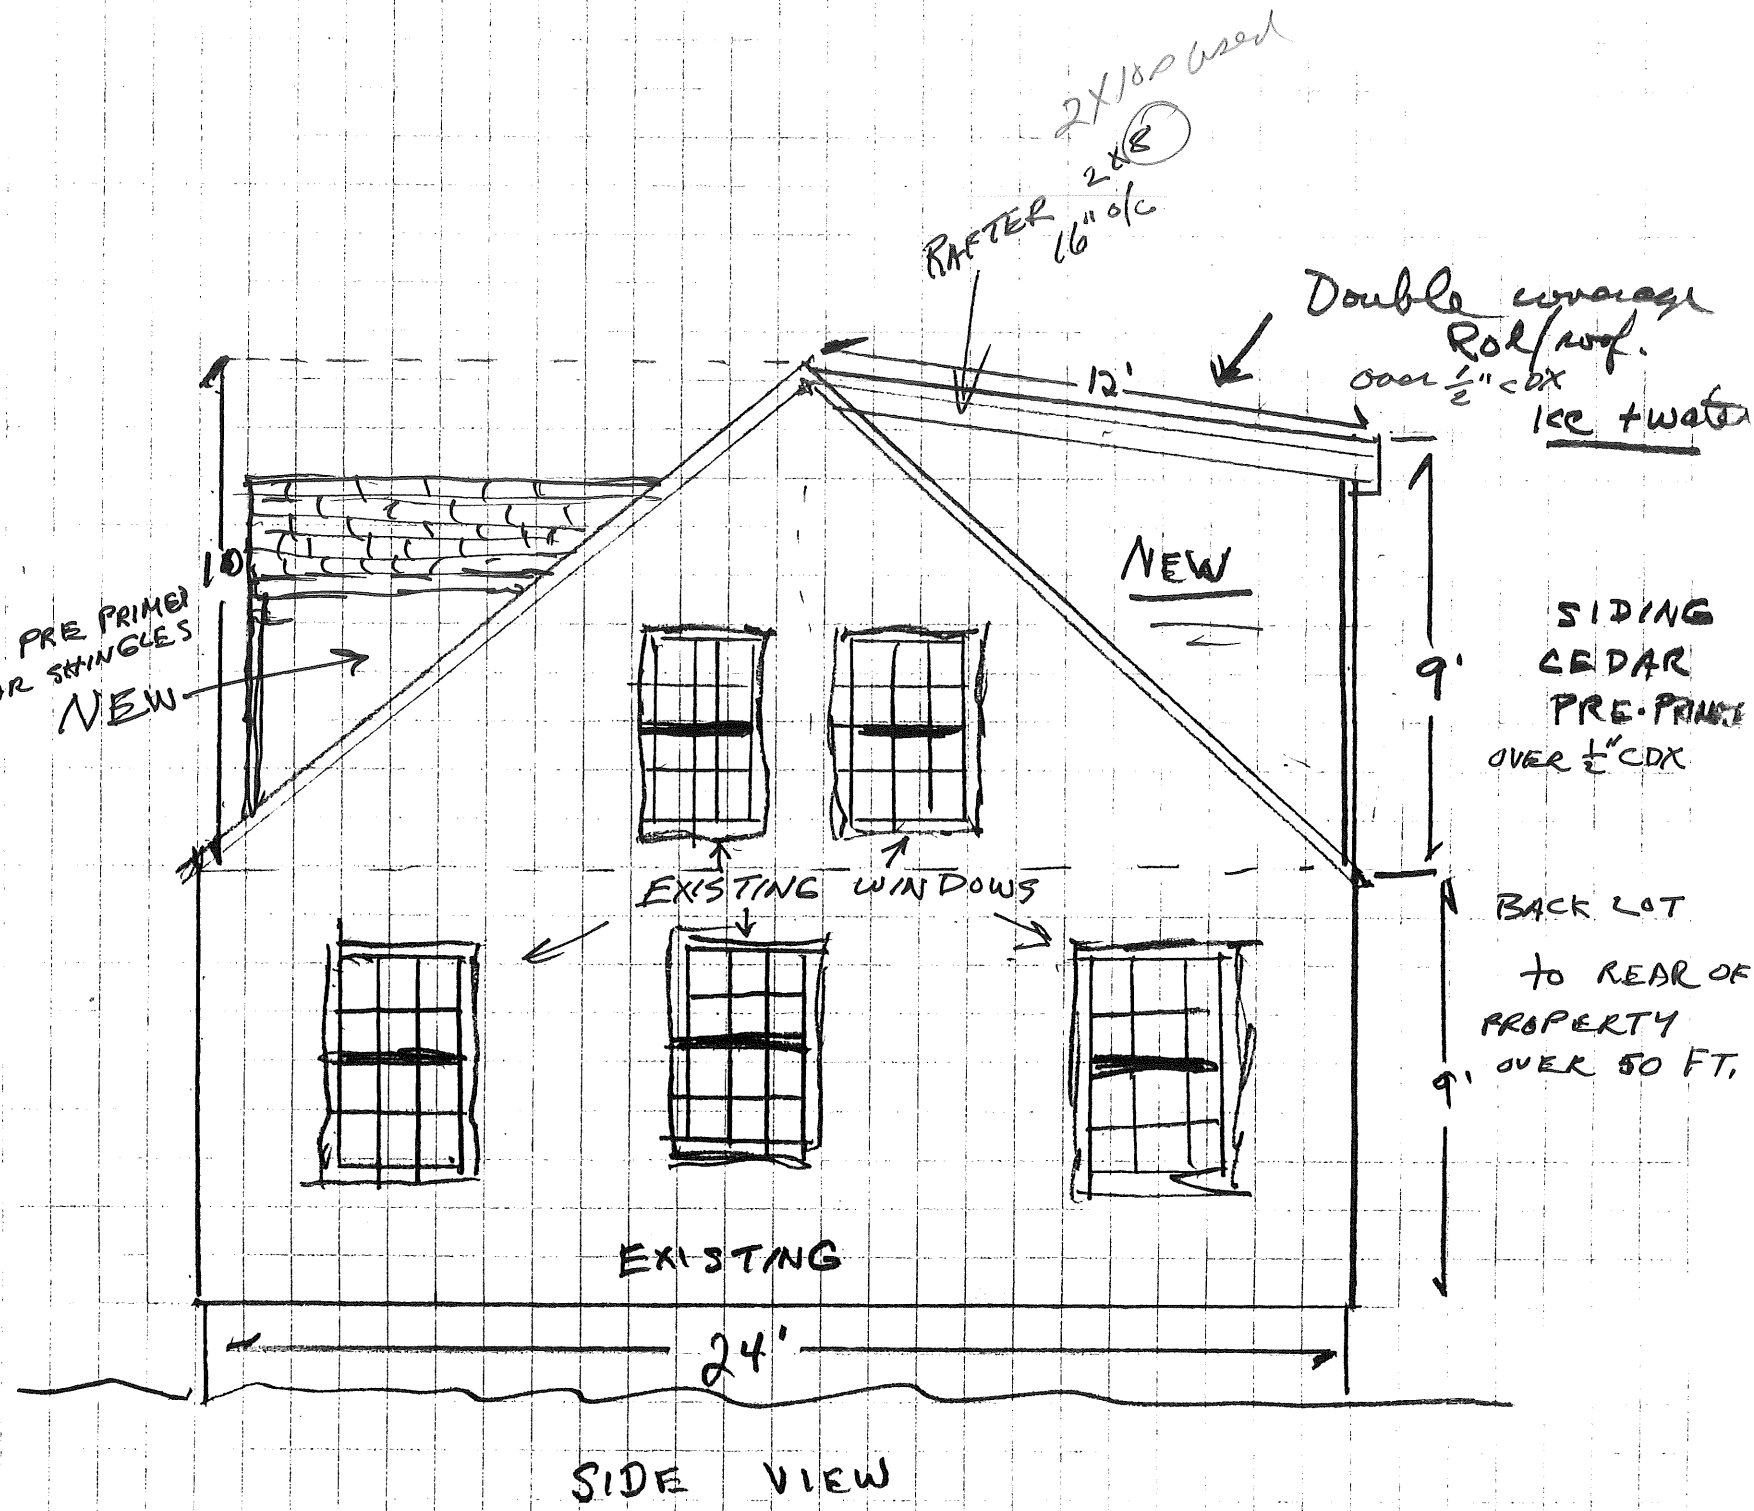 2X10s used
2X8
RAFTER 16" o/c
Double coverage
Roll roof.
over 1/2" CDX
Ice + water
12'
10
NEW
PRE PRIMED
SHINGLES
NEW
9'
SIDING
CEDAR
PRE-PRIMED
OVER 1/2" CDX
EXISTING WINDOWS
BACK LOT
to REAR OF
PROPERTY
OVER 50 FT.
9'
EXISTING
24'
SIDE VIEW